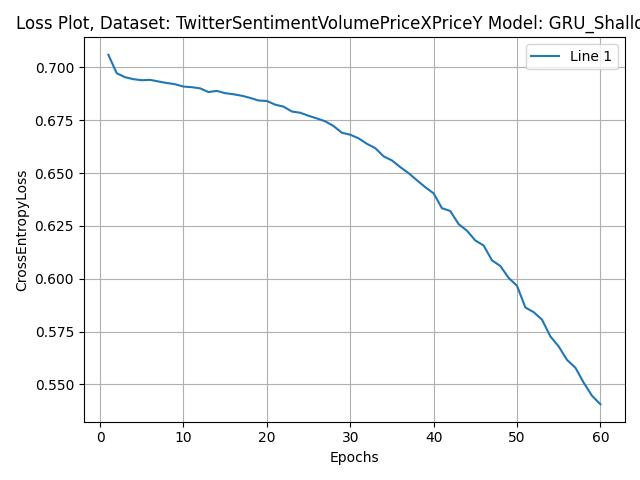 Loss Plot, Dataset: TwitterSentimentVolumePriceXPriceY Model: GRU_Shallo
Line 1
0.700
0.675
0.650
0.625
0.600
0.575
0.550
CrossEntropyLoss
0 10 20 30 40 50 60
Epochs